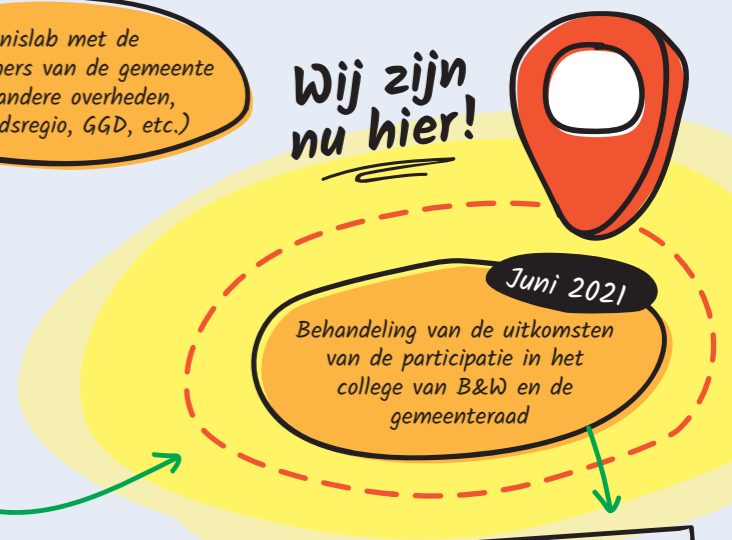 nislab met de
ers van de gemeente
andere overheden,
dsregio, GGD, etc.)
Wij zijn
nu hier!
Juni 2021
Behandeling van de uitkomsten
van de participatie in het
college van B&W en de
gemeenteraad